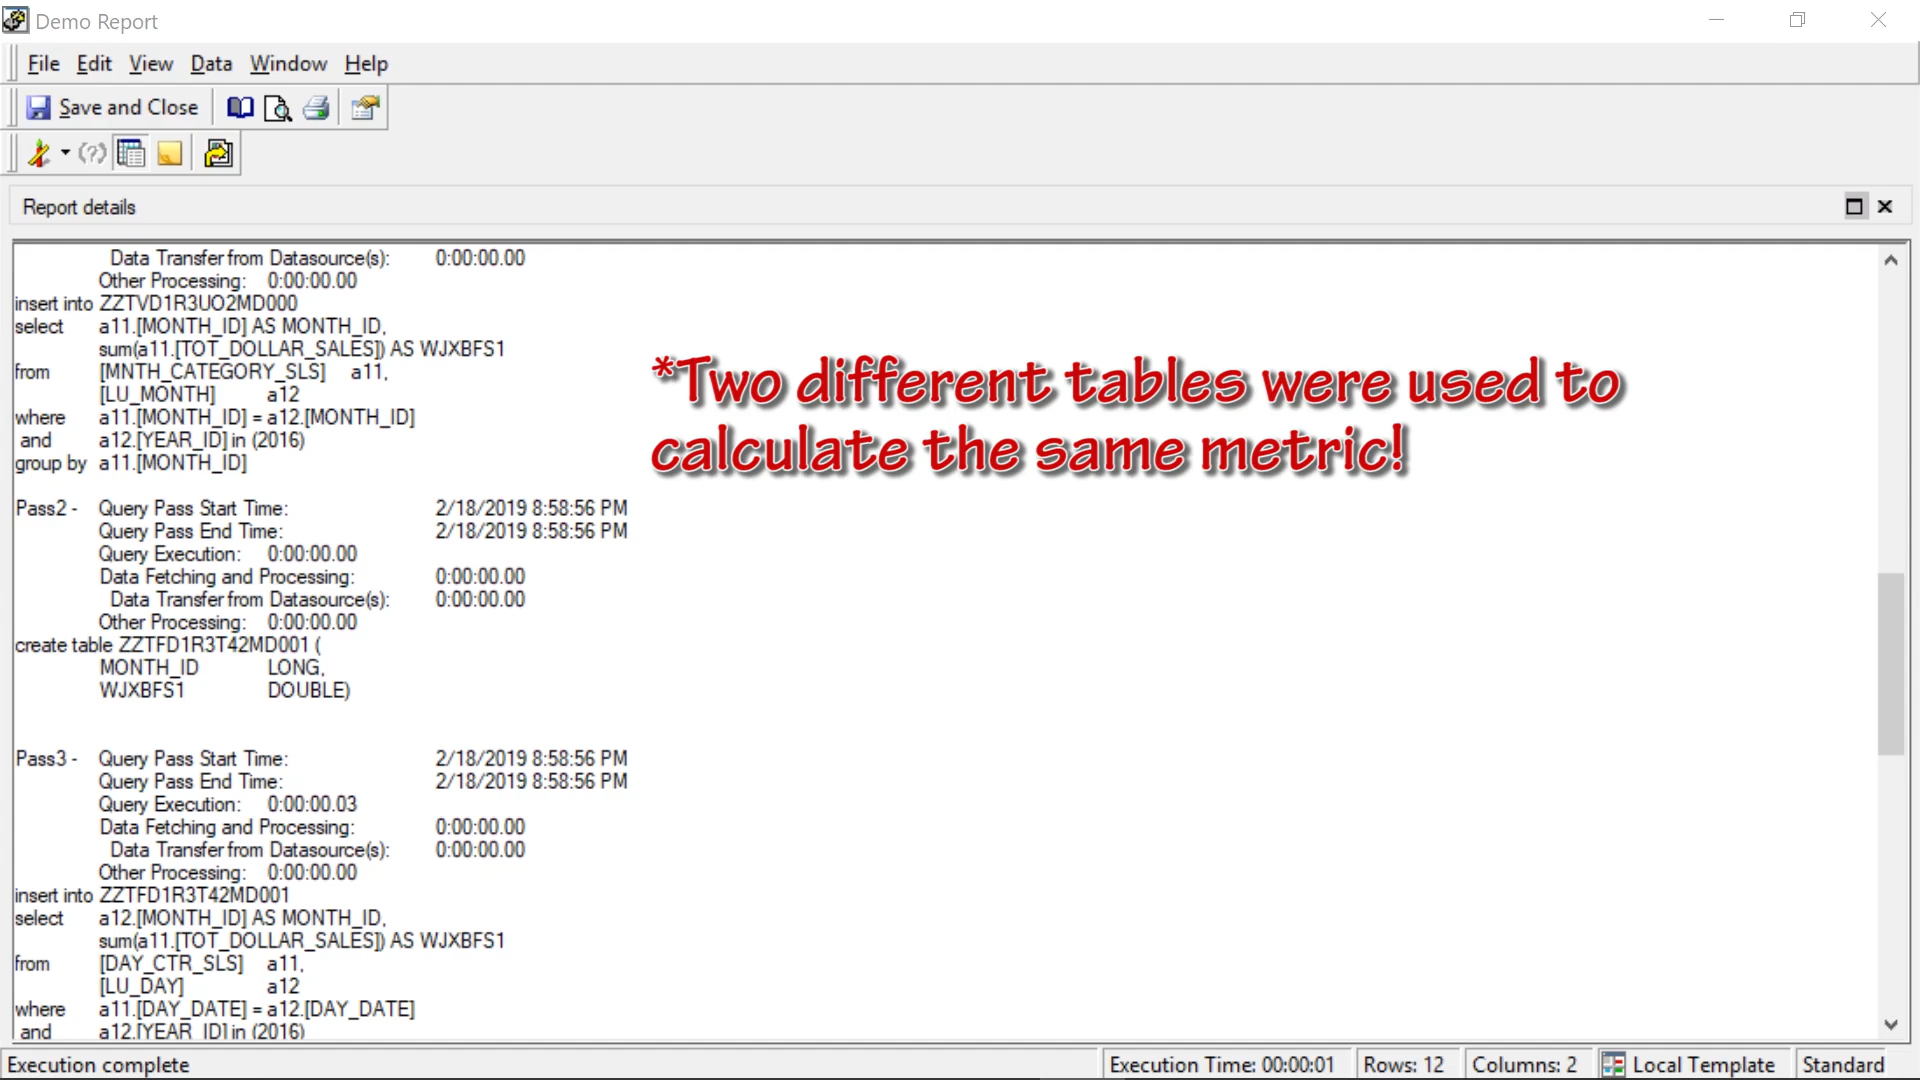 Demo Report
File Edit View Data Window Help
Save and Close
Report details
Data Transfer from Datasource(s): 0:00:00.00
Other Processing: 0:00:00.00
insert into ZZTVD1R3UO2MD000
select a11.[MONTH_ID] AS MONTH_ID,
sum(a11.[TOT_DOLLAR_SALES]) AS WJXBFS1
from [MNTH_CATEGORY_SLS] a11,
[LU_MONTH] a12
where a11.[MONTH_ID] = a12.[MONTH_ID]
and a12.[YEAR_ID] in (2016)
group by a11.[MONTH_ID]
*Two different tables were used to
calculate the same metric!
Pass2 - Query Pass Start Time: 2/18/2019 8:58:56 PM
Query Pass End Time: 2/18/2019 8:58:56 PM
Query Execution: 0:00:00.00
Data Fetching and Processing: 0:00:00.00
Data Transfer from Datasource(s): 0:00:00.00
Other Processing: 0:00:00.00
create table ZZTFD1R3T42MD001 (
MONTH_ID LONG,
WJXBFS1 DOUBLE)
Pass3 - Query Pass Start Time: 2/18/2019 8:58:56 PM
Query Pass End Time: 2/18/2019 8:58:56 PM
Query Execution: 0:00:00.03
Data Fetching and Processing: 0:00:00.00
Data Transfer from Datasource(s): 0:00:00.00
Other Processing: 0:00:00.00
insert into ZZTFD1R3T42MD001
select a12.[MONTH_ID] AS MONTH_ID,
sum(a11.[TOT_DOLLAR_SALES]) AS WJXBFS1
from [DAY_CTR_SLS] a11,
[LU_DAY] a12
where a11.[DAY_DATE] = a12.[DAY_DATE]
and a12.[YEAR_ID] in (2016)
Execution complete Execution Time: 00:00:01 Rows: 12 Columns: 2 Local Template Standard